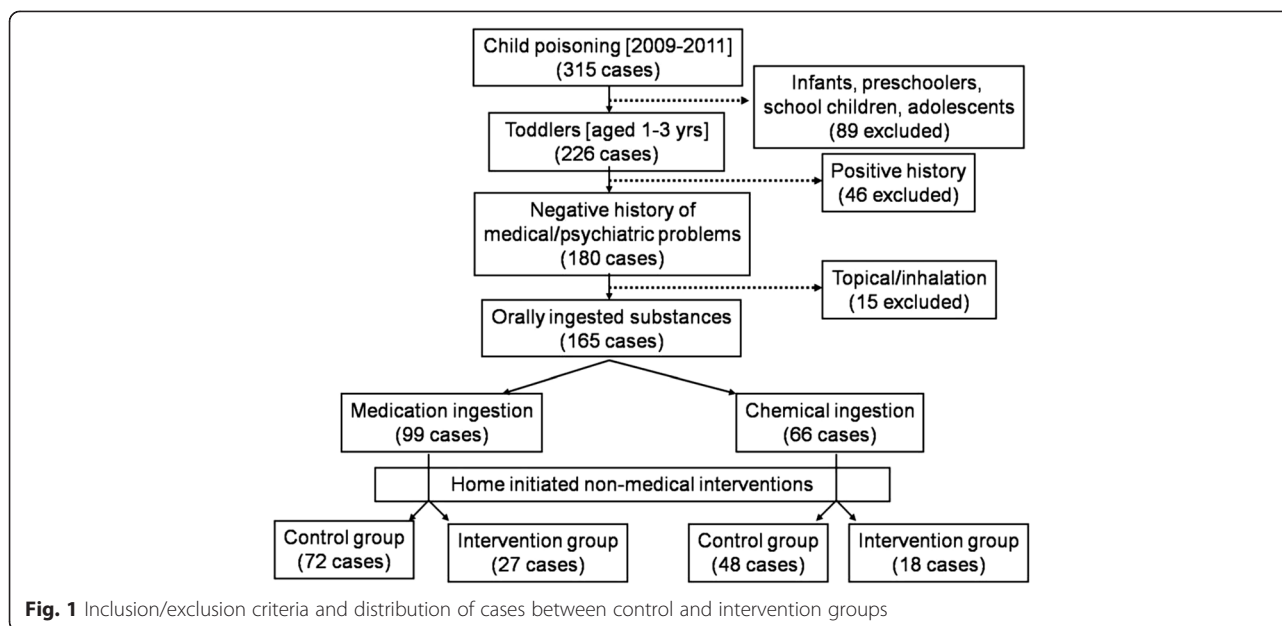 Child poisoning [2009-2011]
(315 cases)
Infants, preschoolers,
school children, adolescents
(89 excluded)
Toddlers [aged 1-3 yrs]
(226 cases)
Positive history
(46 excluded)
Negative history of
medical/psychiatric problems
(180 cases)
Topical/inhalation
(15 excluded)
Orally ingested substances
(165 cases)
Medication ingestion
(99 cases)
Chemical ingestion
(66 cases)
Home initiated non-medical interventions
Control group
(72 cases)
Intervention group
(27 cases)
Control group
(48 cases)
Intervention group
(18 cases)
Fig. 1 Inclusion/exclusion criteria and distribution of cases between control and intervention groups